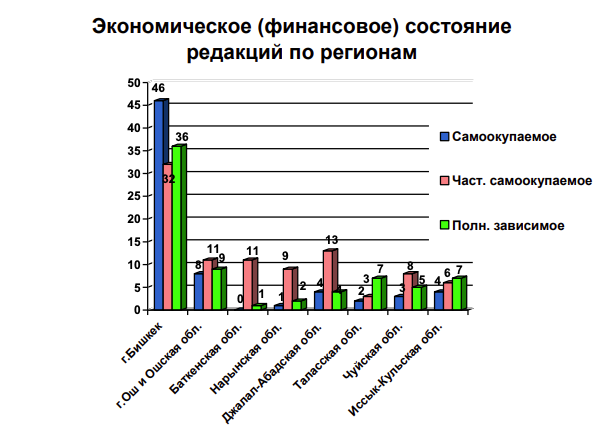 Экономическое (финансовое) состояние
редакций по регионам
50
45
40
35
30
25
20
15
10
5
0
46
32
36
8
11
9
0
11
1
1
9
2
4
13
4
2
3
7
3
8
5
4
6
7
г.Бишкек
г.Ош и Ошская обл.
Баткенская обл.
Нарынская обл.
Джалал-Абадская обл.
Таласская обл.
Чуйская обл.
Иссык-Кульская обл.
Самоокупаемое
Част. самоокупаемое
Полн. зависимое